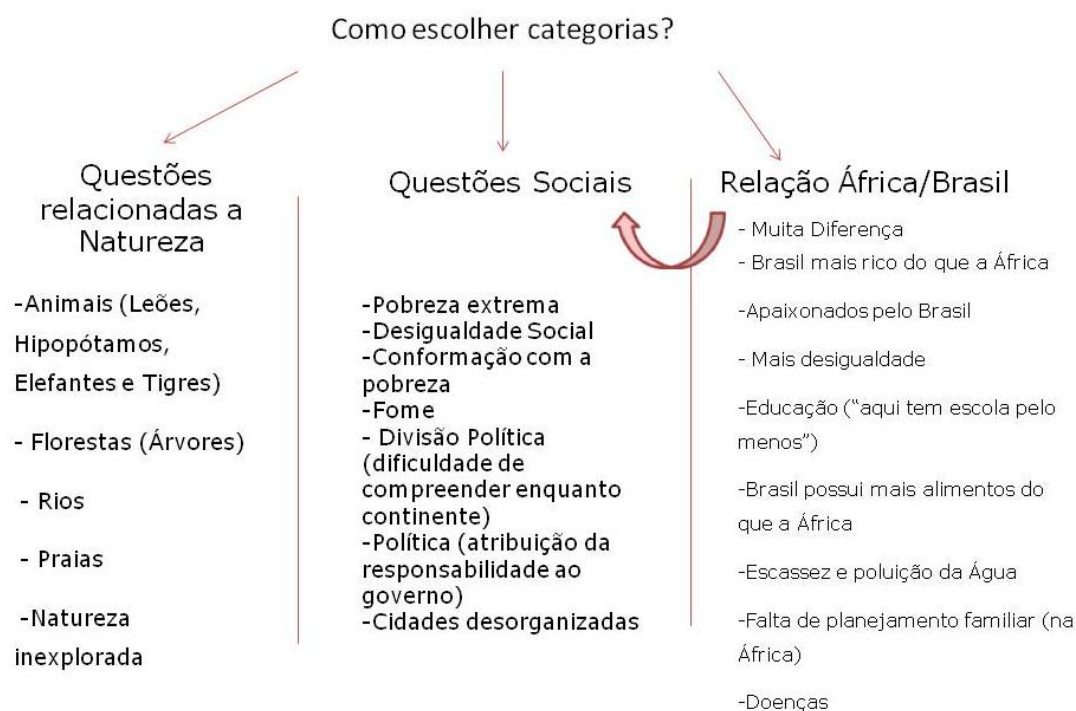 Como escolher categorias?
Questões
relacionadas a
Natureza
-Animais (Leões,
Hipopótamos,
Elefantes e Tigres)
- Florestas (Árvores)
- Rios
- Praias
-Natureza
inexplorada
Questões Sociais
-Pobreza extrema
-Desigualdade Social
-Conformação com a
pobreza
-Fome
- Divisão Política
(dificuldade de
compreender enquanto
continente)
-Política (atribuição da
responsabilidade ao
governo)
-Cidades desorganizadas
Relação África/Brasil
- Muita Diferença
- Brasil mais rico do que a África
-Apaixonados pelo Brasil
- Mais desigualdade
-Educação (“aqui tem escola pelo
menos”)
-Brasil possui mais alimentos do
que a África
-Escassez e poluição da Água
-Falta de planejamento familiar (na
África)
-Doenças